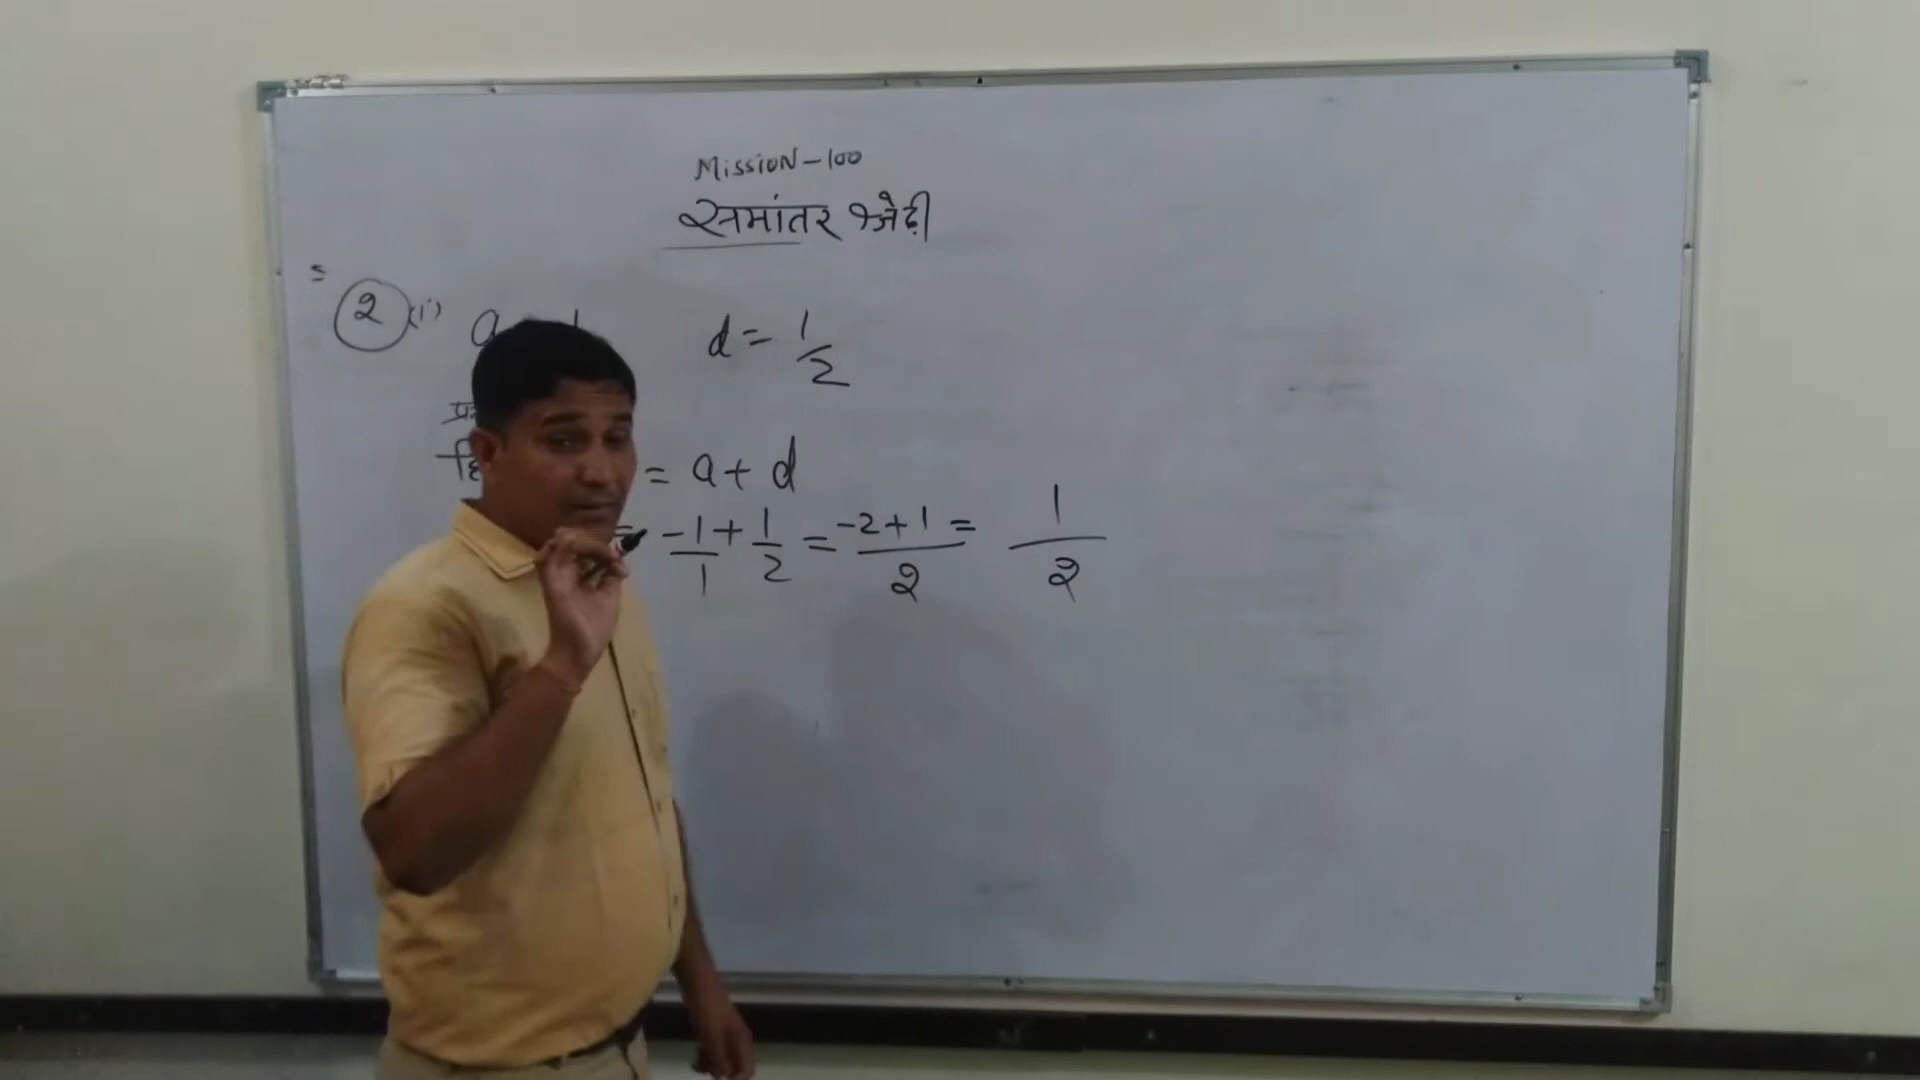 MISSION-100
समांतर श्रेढ़ी
2 (i) a d = 1/2
= a + d
= -1/1 + 1/2 = -2+1/2 = 1/2